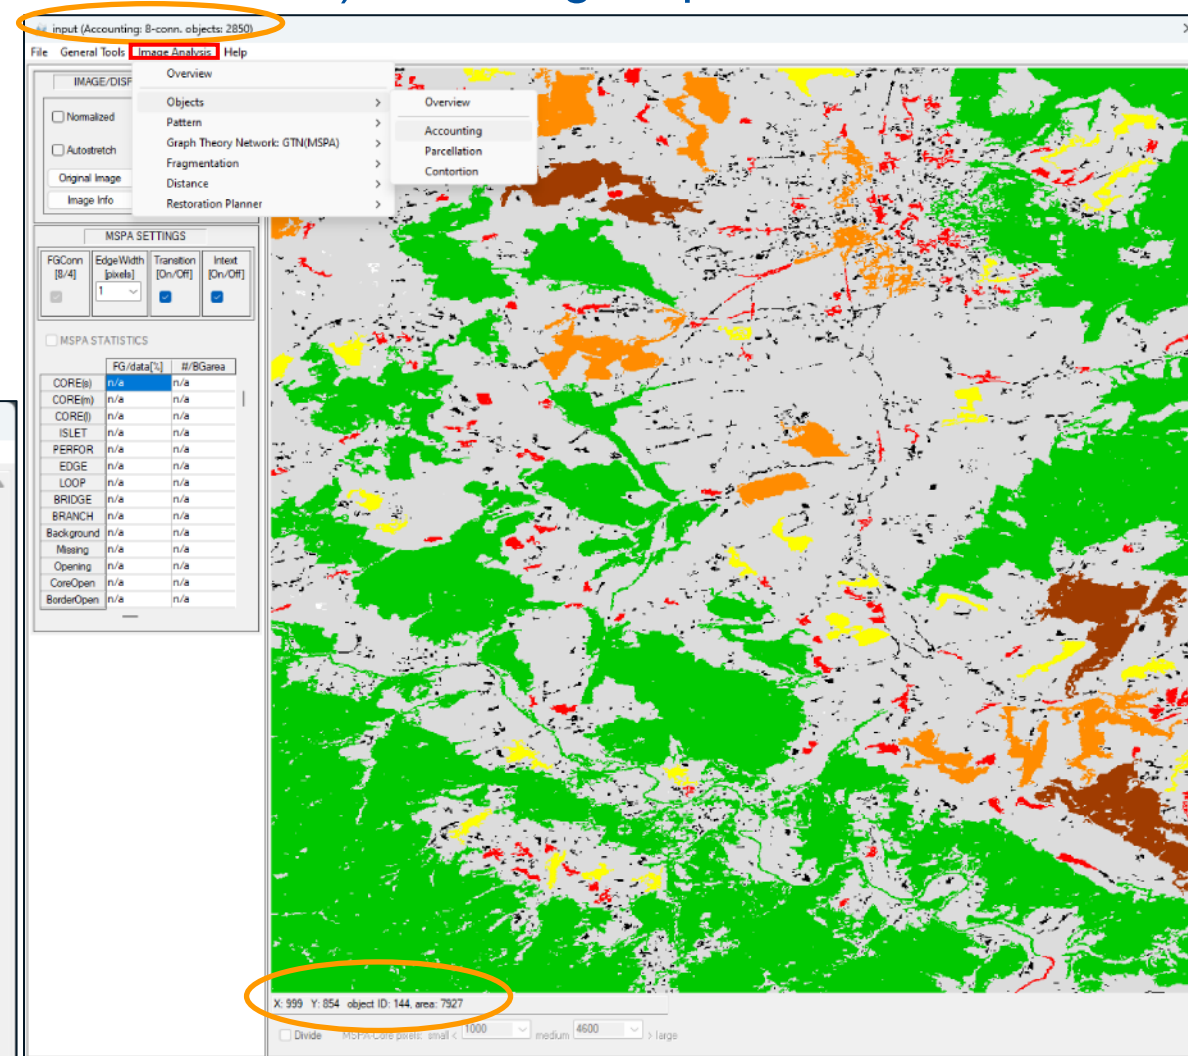 input (Accounting: 8-conn. objects: 2850)
File General Tools Image Analysis Help
Overview
Objects
Pattern
Graph Theory Network: GTN(MSPA)
Fragmentation
Distance
Restoration Planner
Overview
Accounting
Parcellation
Contortion
Normalized
Autostretch
Original Image
Image Info
MSPA SETTINGS
FGConn EdgeWidth Transition Intext
[8/4] [pixels] [On/Off] [On/Off]
1
MSPA STATISTICS
FG/data[%] #/BGarea
CORE(s) n/a n/a
CORE(m) n/a n/a
CORE(l) n/a n/a
ISLET n/a n/a
PERFOR n/a n/a
EDGE n/a n/a
LOOP n/a n/a
BRIDGE n/a n/a
BRANCH n/a n/a
Background n/a n/a
Missing n/a n/a
Opening n/a n/a
CoreOpen n/a n/a
BorderOpen n/a n/a
X: 999 Y: 854 object ID: 144, area: 7927
Divide MSPA-Core pixels: small < 1000 medium 4600 > large